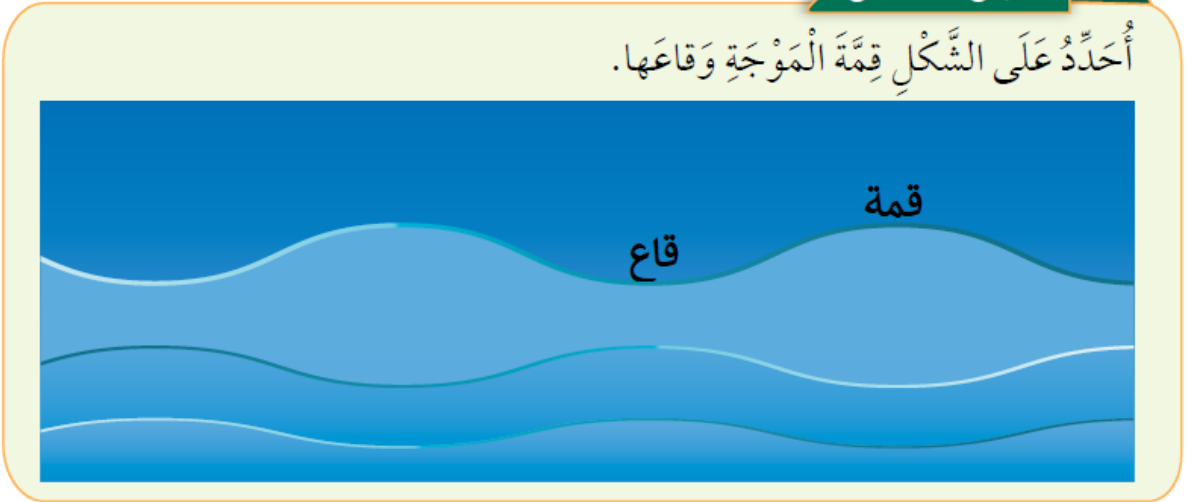 أُحَدِّدُ عَلَى الشَّكْلِ قِمَّةَ الْمَوْجَةِ وَقاعَها.
قمة
قاع